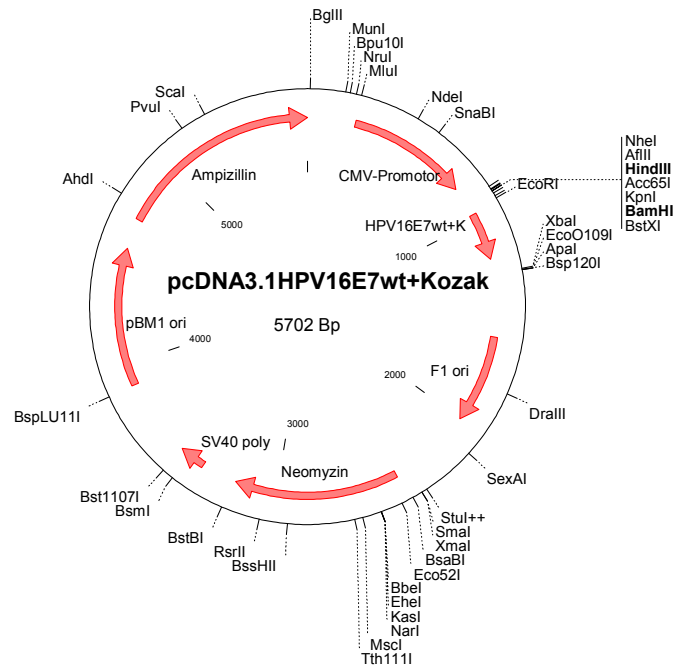 BglII
MunI
Bpu10I
NruI
MluI
NdeI
SnaBI
NheI
AflII
HindIII
Acc65I
KpnI
BamHI
BstXI
EcoRI
XbaI
EcoO109I
ApaI
Bsp120I
DraIII
SexAI
StuI++
SmaI
XmaI
BsaBI
Eco52I
BbeI
EheI
KasI
NarI
MscI
Tth111I
BssHII
RsrII
BstBI
BsmI
Bst1107I
BspLU11I
AhdI
PvuI
ScaI
Ampizillin
CMV-Promotor
HPV16E7wt+K
5000
1000
pcDNA3.1HPV16E7wt+Kozak
5702 Bp
pBM1 ori
4000
F1 ori
2000
SV40 poly
3000
Neomyzin